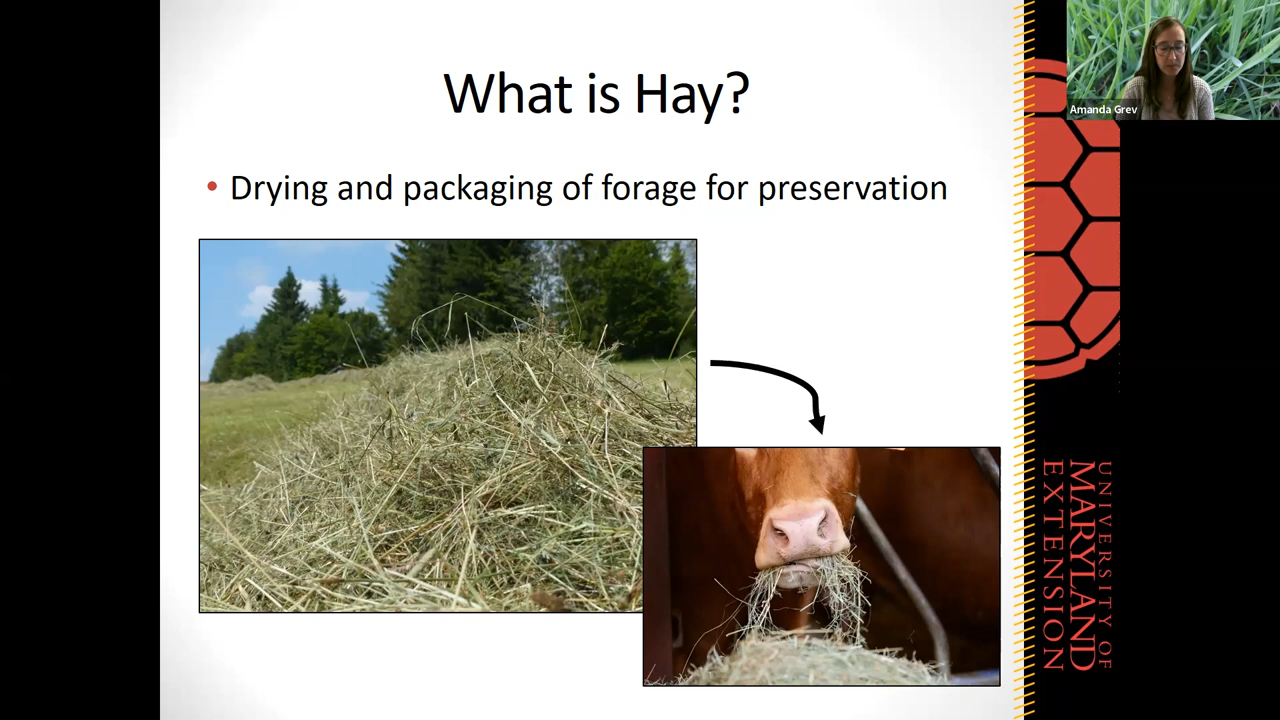 What is Hay?
• Drying and packaging of forage for preservation
Amanda Grev
UNIVERSITY OF
MARYLAND
EXTENSION